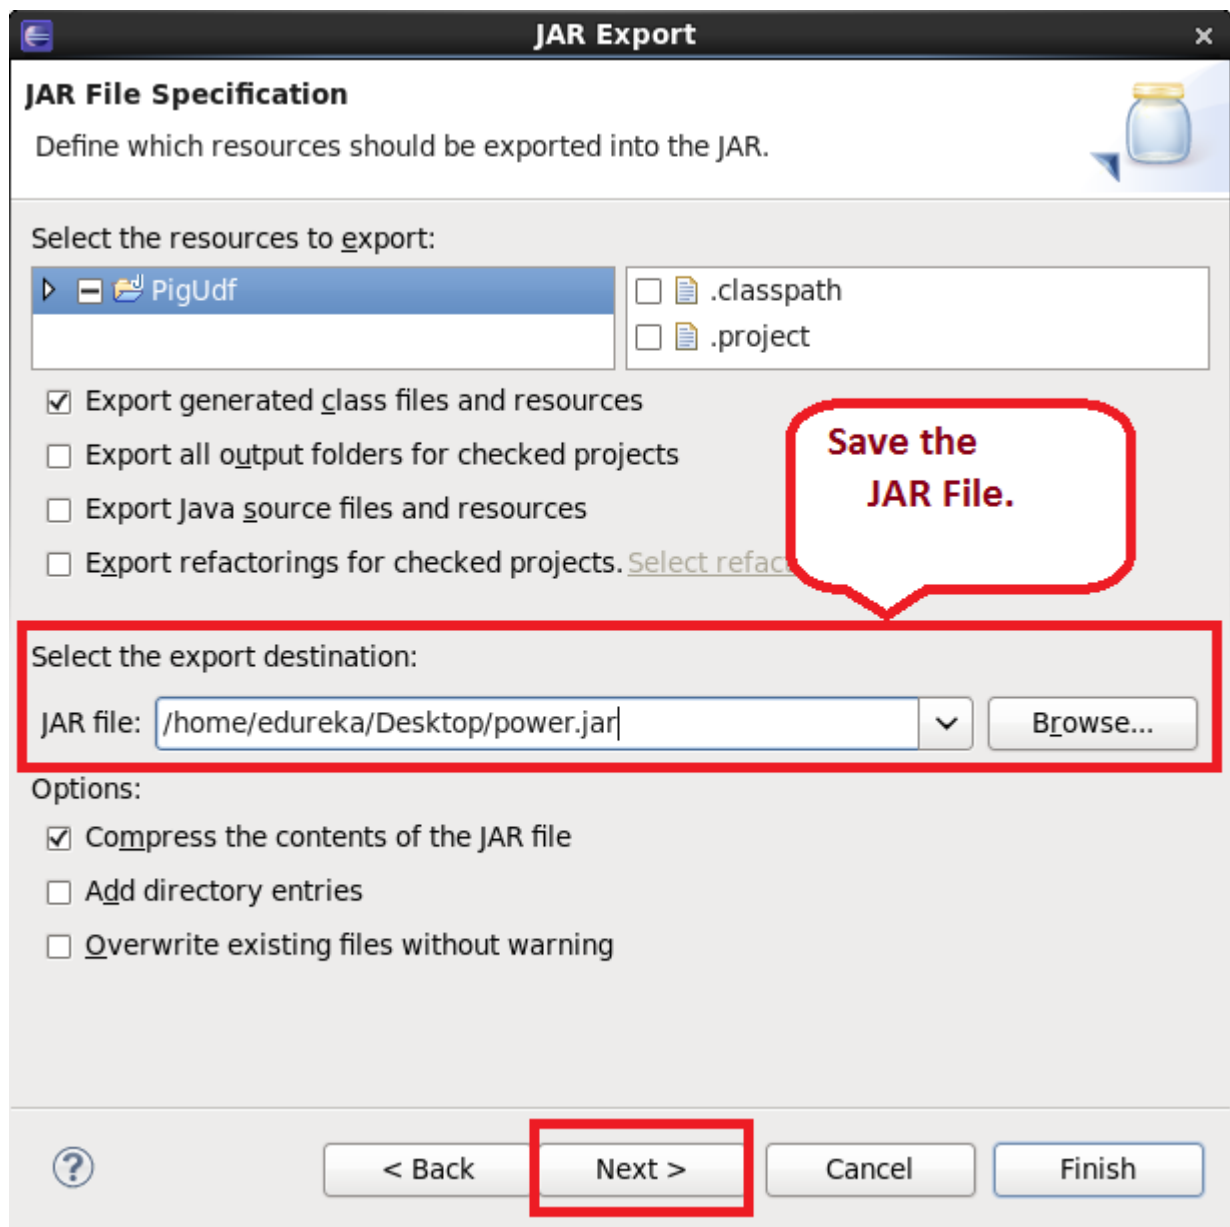 JAR Export
JAR File Specification
Define which resources should be exported into the JAR.
Select the resources to export:
PigUdf
.classpath
.project
Export generated class files and resources
Export all output folders for checked projects
Export Java source files and resources
Export refactorings for checked projects. Select refac
Save the
JAR File.
Select the export destination:
JAR file: /home/edureka/Desktop/power.jar Browse...
Options:
Compress the contents of the JAR file
Add directory entries
Overwrite existing files without warning
? < Back Next > Cancel Finish